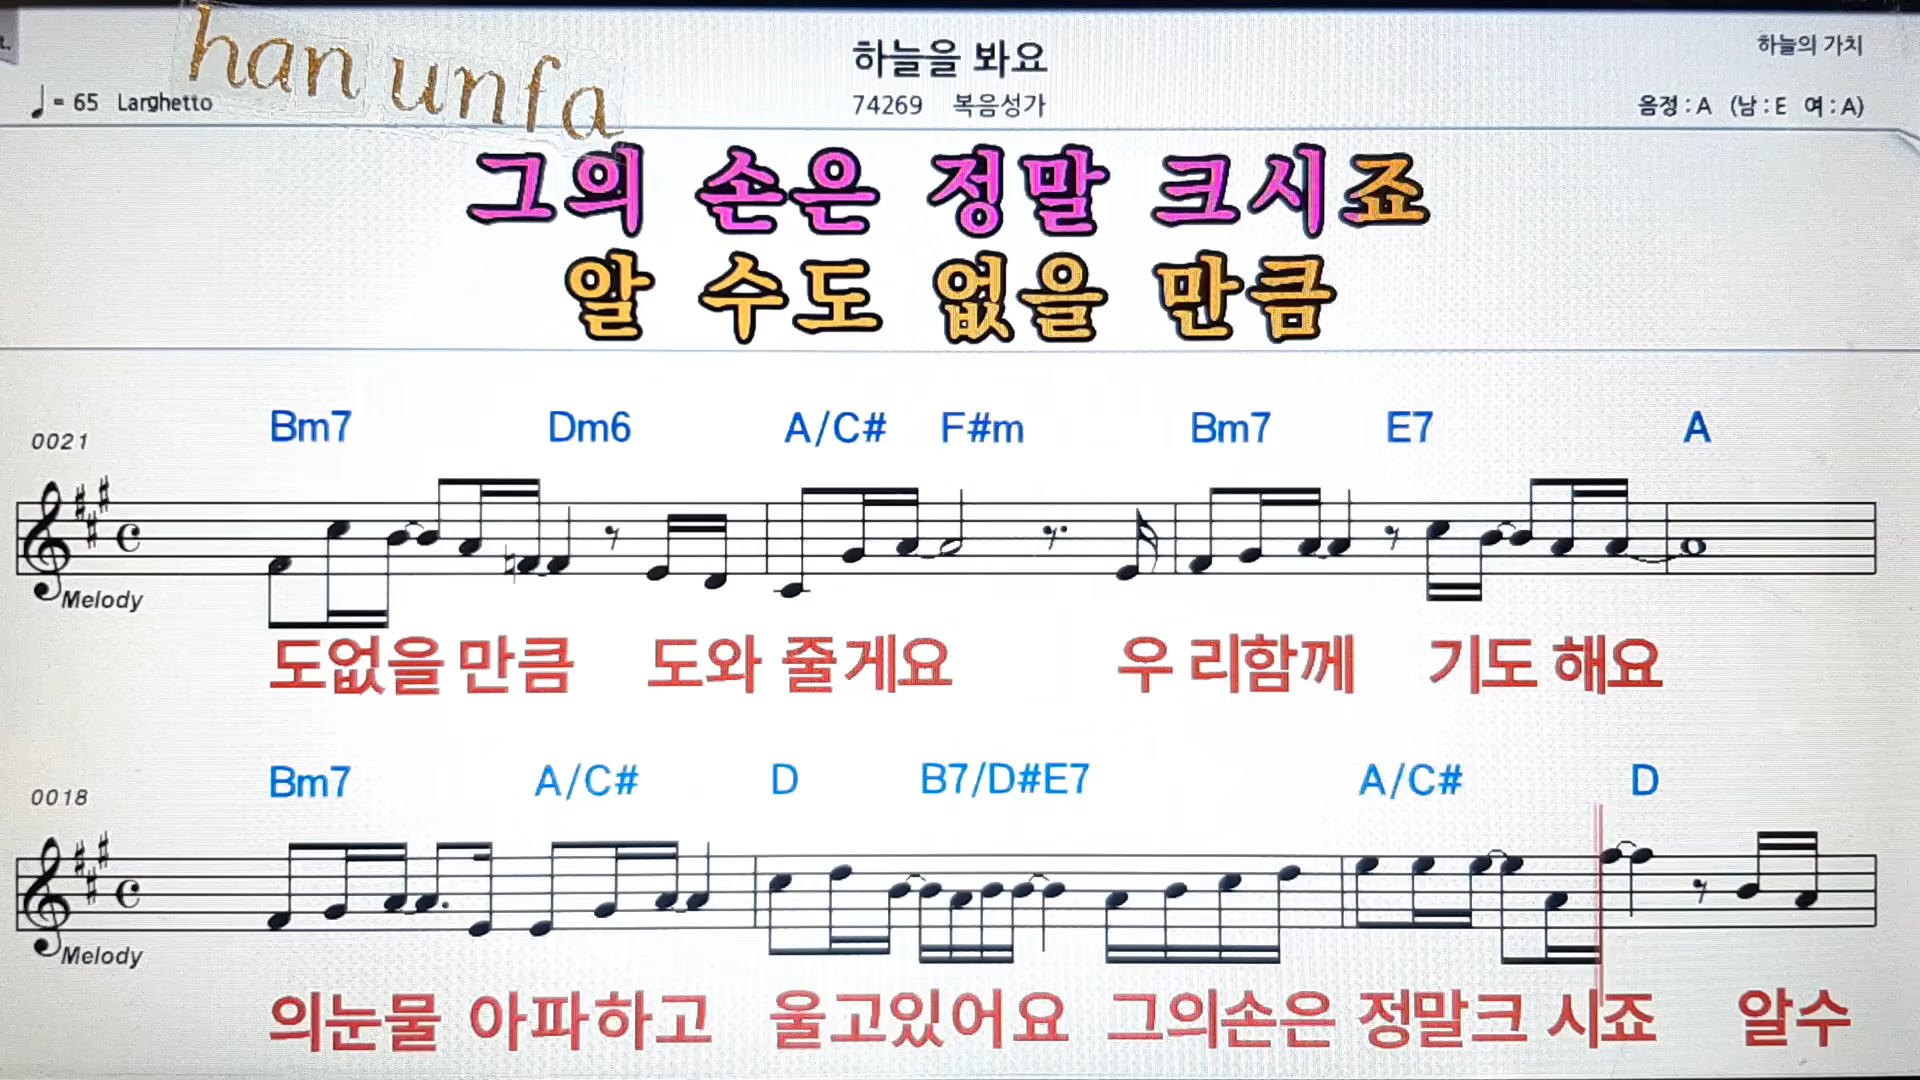 han unfa
하늘을 봐요
하늘의 가치
♩= 65 Larghetto
74269 복음성가
음정 : A (남 : E 여 : A)
그의 손은 정말 크시죠
알 수도 없을 만큼
0021 Bm7 Dm6 A/C# F#m Bm7 E7 A
Melody
도없을 만큼 도와 줄게요 우 리함께 기도 해요
0018 Bm7 A/C# D B7/D#E7 A/C# D
Melody
의눈물 아파하고 울고있어요 그의손은 정말크 시죠 알수